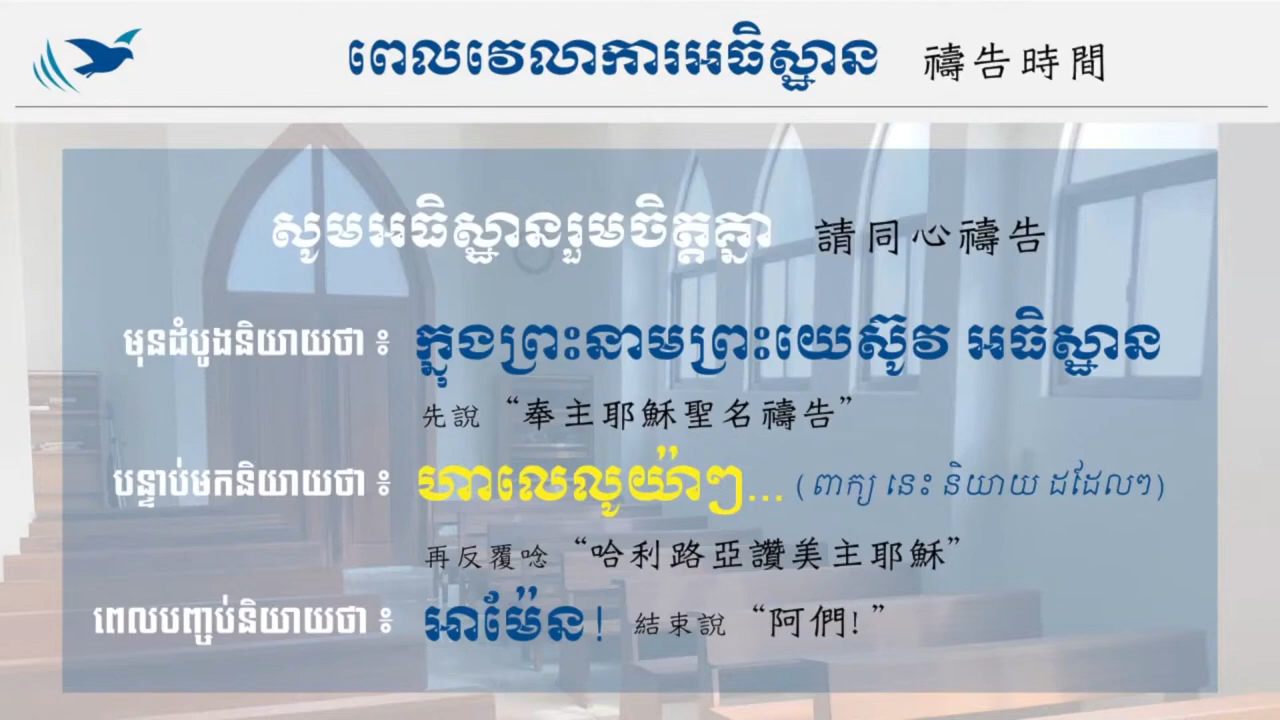 ពេលវេលាការអធិស្ឋាន 禱告時間
សូមអធិស្ឋានរួមចិត្តគ្នា 請同心禱告
មុនដំបូងនិយាយថា ៖ ក្នុងព្រះនាមព្រះយេស៊ូវ អធិស្ឋាន
先說 “奉主耶穌聖名禱告”
បន្ទាប់មកនិយាយថា ៖ ហាលេលូយ៉ាៗ... (ពាក្យ នេះ និយាយ ដដែលៗ)
再反覆唸 “哈利路亞讚美主耶穌”
ពេលបញ្ចប់និយាយថា ៖ អាម៉ែន! 結束說 “阿們!”